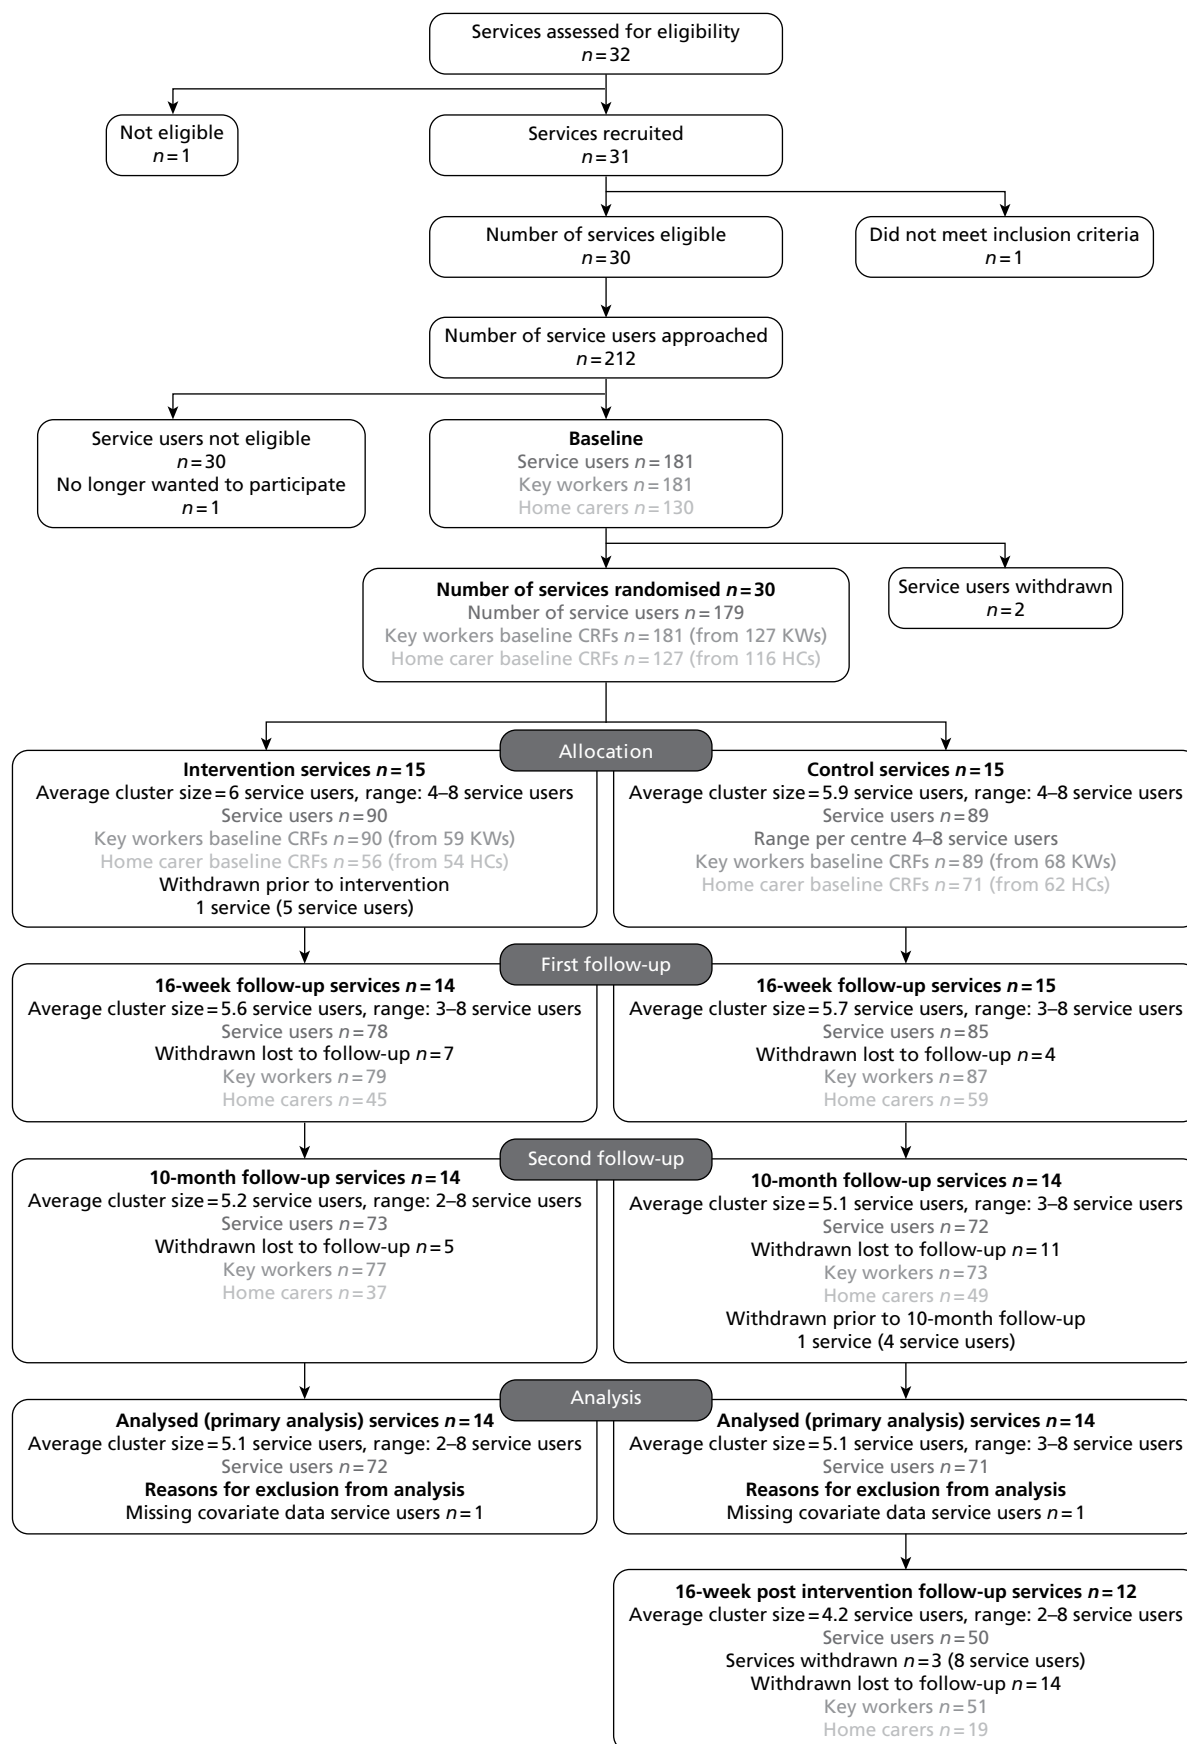 Services assessed for eligibility
n=32
Not eligible
n=1
Services recruited
n=31
Number of services eligible
n=30
Did not meet inclusion criteria
n=1
Number of service users approached
n=212
Service users not eligible
n=30
No longer wanted to participate
n=1
Baseline
Service users n=181
Key workers n=181
Home carers n=130
Number of services randomised n=30
Number of service users n=179
Key workers baseline CRFs n=181 (from 127 KWs)
Home carer baseline CRFs n=127 (from 116 HCs)
Service users withdrawn
n=2
Allocation
Intervention services n=15
Average cluster size=6 service users, range: 4–8 service users
Service users n=90
Key workers baseline CRFs n=90 (from 59 KWs)
Home carer baseline CRFs n=56 (from 54 HCs)
Withdrawn prior to intervention
1 service (5 service users)
Control services n=15
Average cluster size=5.9 service users, range: 4–8 service users
Service users n=89
Range per centre 4–8 service users
Key workers baseline CRFs n=89 (from 68 KWs)
Home carer baseline CRFs n=71 (from 62 HCs)
First follow-up
16-week follow-up services n=14
Average cluster size=5.6 service users, range: 3–8 service users
Service users n=78
Withdrawn lost to follow-up n=7
Key workers n=79
Home carers n=45
16-week follow-up services n=15
Average cluster size=5.7 service users, range: 3–8 service users
Service users n=85
Withdrawn lost to follow-up n=4
Key workers n=87
Home carers n=59
Second follow-up
10-month follow-up services n=14
Average cluster size=5.2 service users, range: 2–8 service users
Service users n=73
Withdrawn lost to follow-up n=5
Key workers n=77
Home carers n=37
10-month follow-up services n=14
Average cluster size=5.1 service users, range: 3–8 service users
Service users n=72
Withdrawn lost to follow-up n=11
Key workers n=73
Home carers n=49
Withdrawn prior to 10-month follow-up
1 service (4 service users)
Analysis
Analysed (primary analysis) services n=14
Average cluster size=5.1 service users, range: 2–8 service users
Service users n=72
Reasons for exclusion from analysis
Missing covariate data service users n=1
Analysed (primary analysis) services n=14
Average cluster size=5.1 service users, range: 3–8 service users
Service users n=71
Reasons for exclusion from analysis
Missing covariate data service users n=1
16-week post intervention follow-up services n=12
Average cluster size=4.2 service users, range: 2–8 service users
Service users n=50
Services withdrawn n=3 (8 service users)
Withdrawn lost to follow-up n=14
Key workers n=51
Home carers n=19